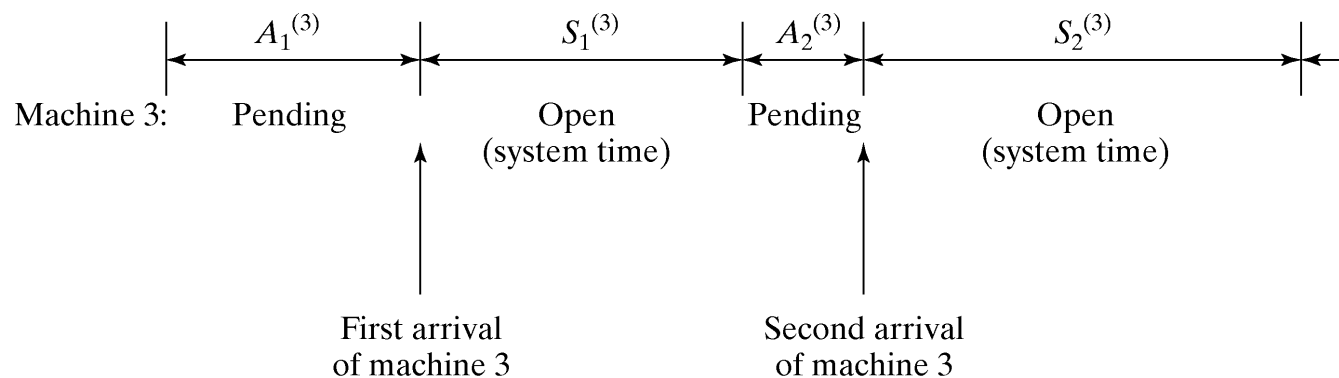 A₁⁽³⁾ S₁⁽³⁾ A₂⁽³⁾ S₂⁽³⁾
Machine 3: Pending Open Pending Open
(system time) (system time)
First arrival Second arrival
of machine 3 of machine 3